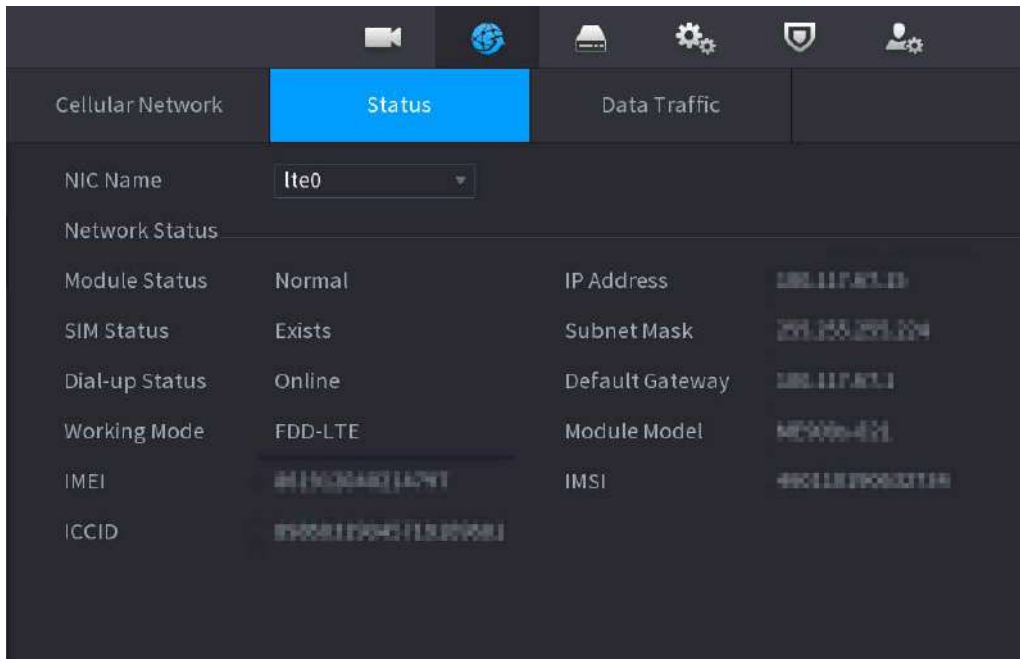 Cellular Network Status Data Traffic
NIC Name lte0
Network Status
Module Status Normal IP Address
SIM Status Exists Subnet Mask
Dial-up Status Online Default Gateway
Working Mode FDD-LTE Module Model
IMEI IMSI
ICCID